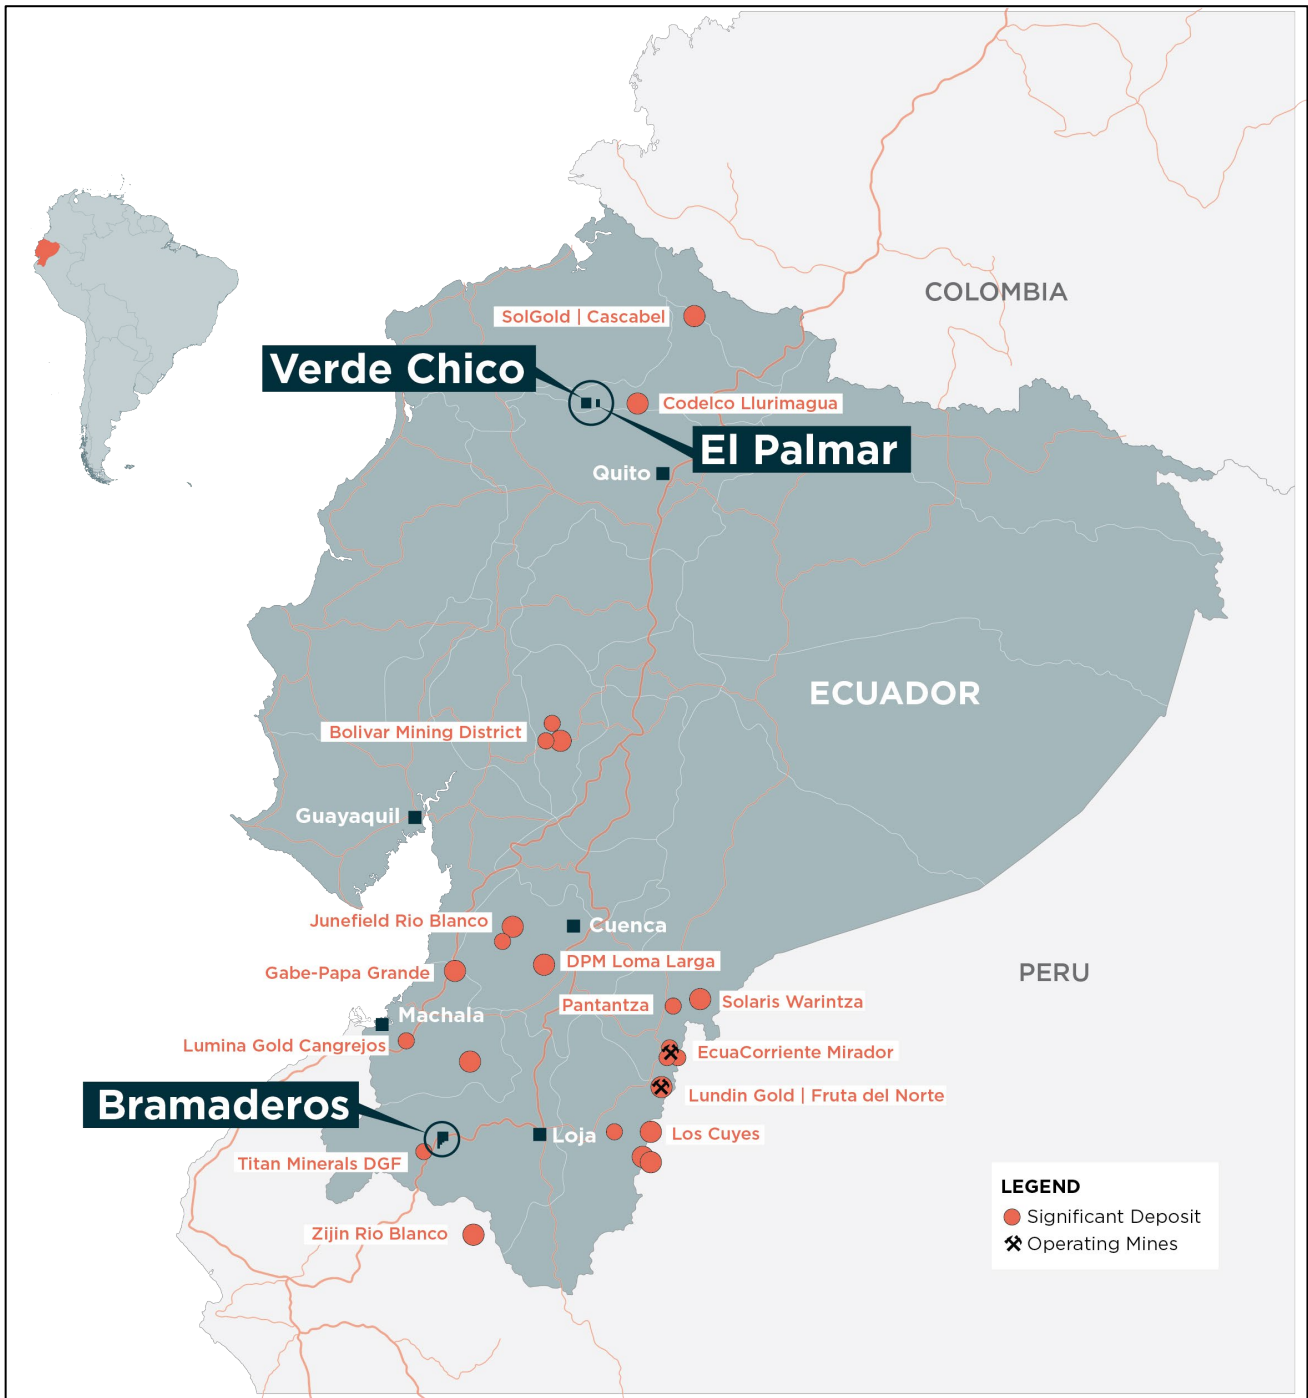 COLOMBIA
SolGold | Cascabel
Verde Chico
Codelco Llurimagua
El Palmar
Quito
ECUADOR
Bolivar Mining District
Guayaquil
Junefield Rio Blanco
Cuenca
DPM Loma Larga
Gabe-Papa Grande
PERU
Pantantza
Solaris Warintza
Machala
Lumina Gold Cangrejos
EcuaCorriente Mirador
Lundin Gold | Fruta del Norte
Bramaderos
Loja
Los Cuyes
Titan Minerals DGF
Zijin Rio Blanco
LEGEND
Significant Deposit
Operating Mines